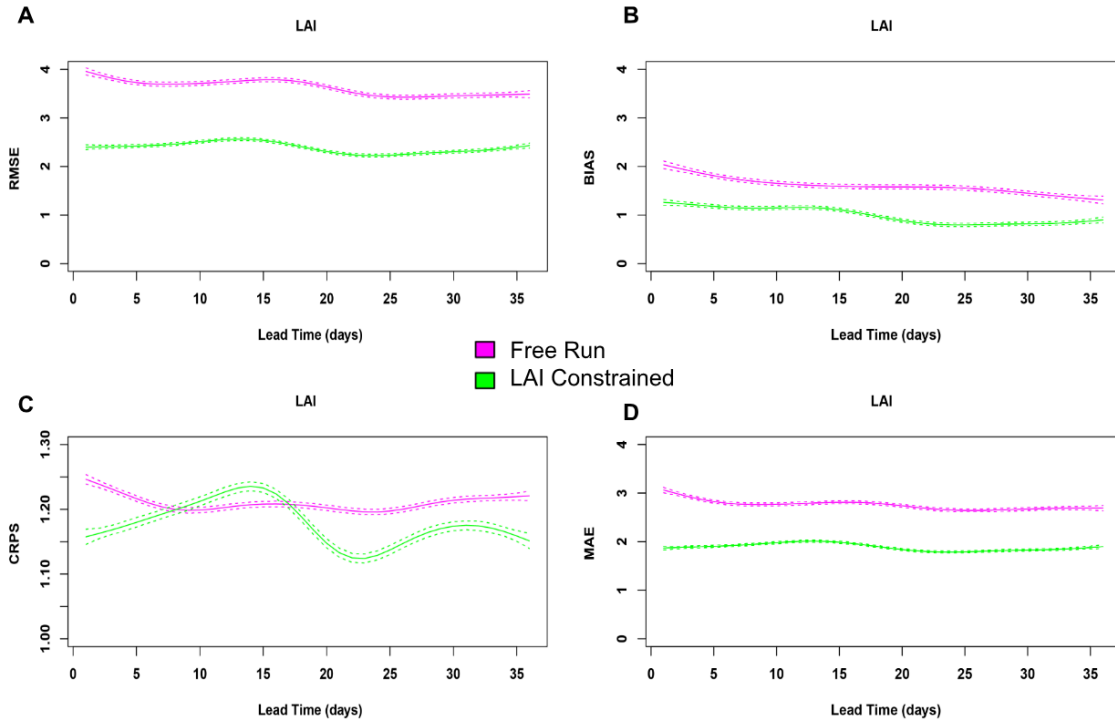 A
LAI
RMSE
4
3
2
1
0
0 5 10 15 20 25 30 35
Lead Time (days)
B
LAI
BIAS
4
3
2
1
0
0 5 10 15 20 25 30 35
Lead Time (days)
Free Run
LAI Constrained
C
LAI
CRPS
1.30
1.20
1.10
1.00
0 5 10 15 20 25 30 35
Lead Time (days)
D
LAI
MAE
4
3
2
1
0
0 5 10 15 20 25 30 35
Lead Time (days)